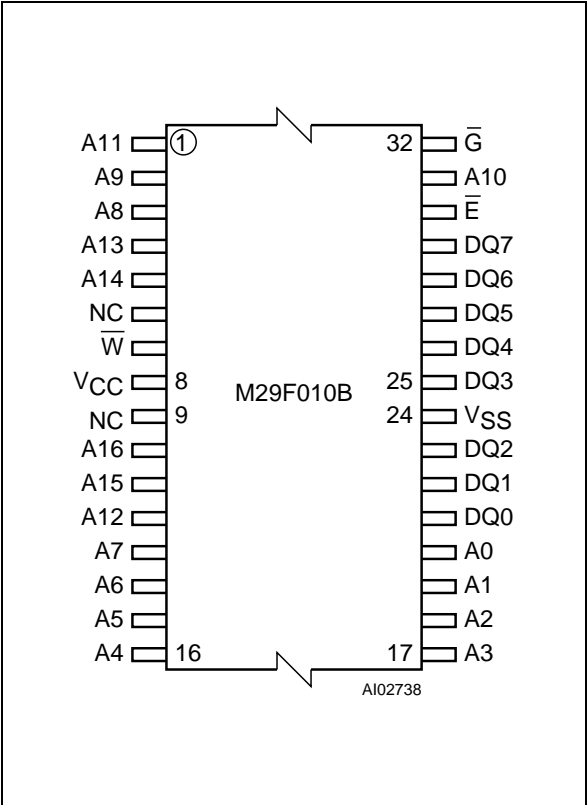 A11 1 32 G̅
A9 A10
A8 E̅
A13 DQ7
A14 DQ6
NC DQ5
W̅ DQ4
VCC 8 M29F010B 25 DQ3
NC 9 24 VSS
A16 DQ2
A15 DQ1
A12 DQ0
A7 A0
A6 A1
A5 A2
A4 16 17 A3
AI02738